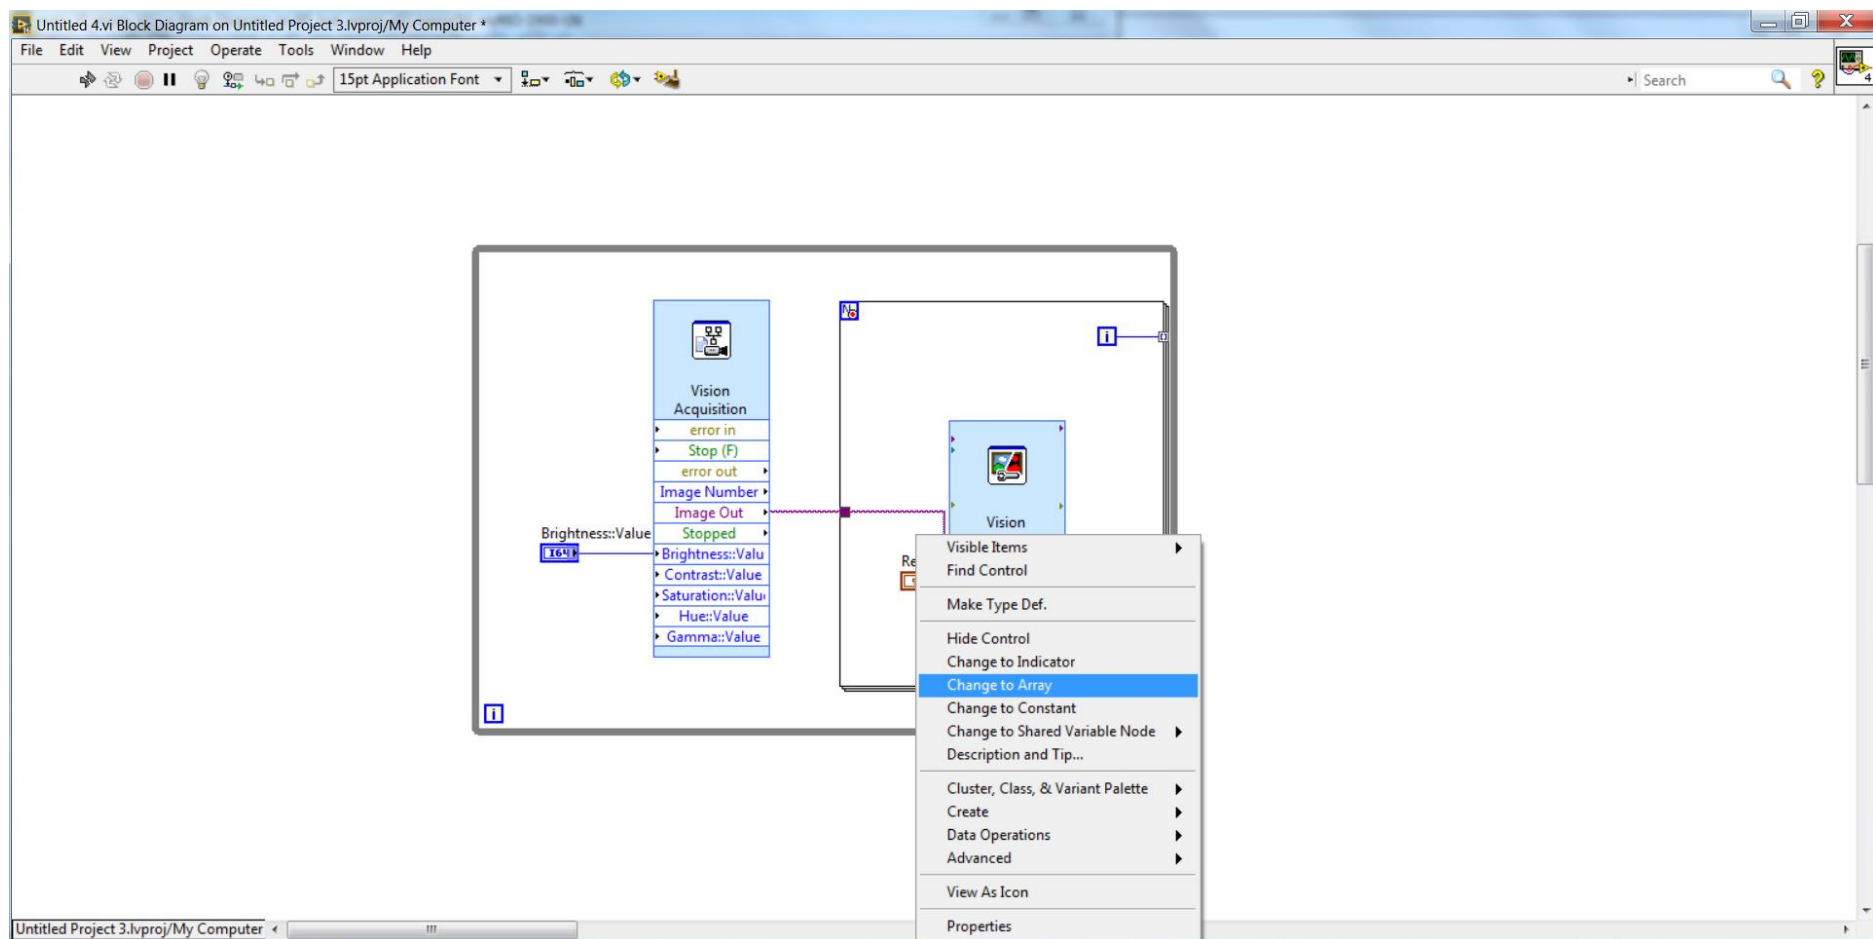 Untitled 4.vi Block Diagram on Untitled Project 3.lvproj/My Computer *
File Edit View Project Operate Tools Window Help
15pt Application Font
Search
4
N
i
Vision
Acquisition
error in
Stop (F)
error out
Image Number
Image Out
Stopped
Brightness::Valu
Contrast::Value
Saturation::Valu
Hue::Value
Gamma::Value
Brightness::Value
I64
Vision
Re
i
Visible Items
Find Control
Make Type Def.
Hide Control
Change to Indicator
Change to Array
Change to Constant
Change to Shared Variable Node
Description and Tip...
Cluster, Class, & Variant Palette
Create
Data Operations
Advanced
View As Icon
Properties
Untitled Project 3.lvproj/My Computer